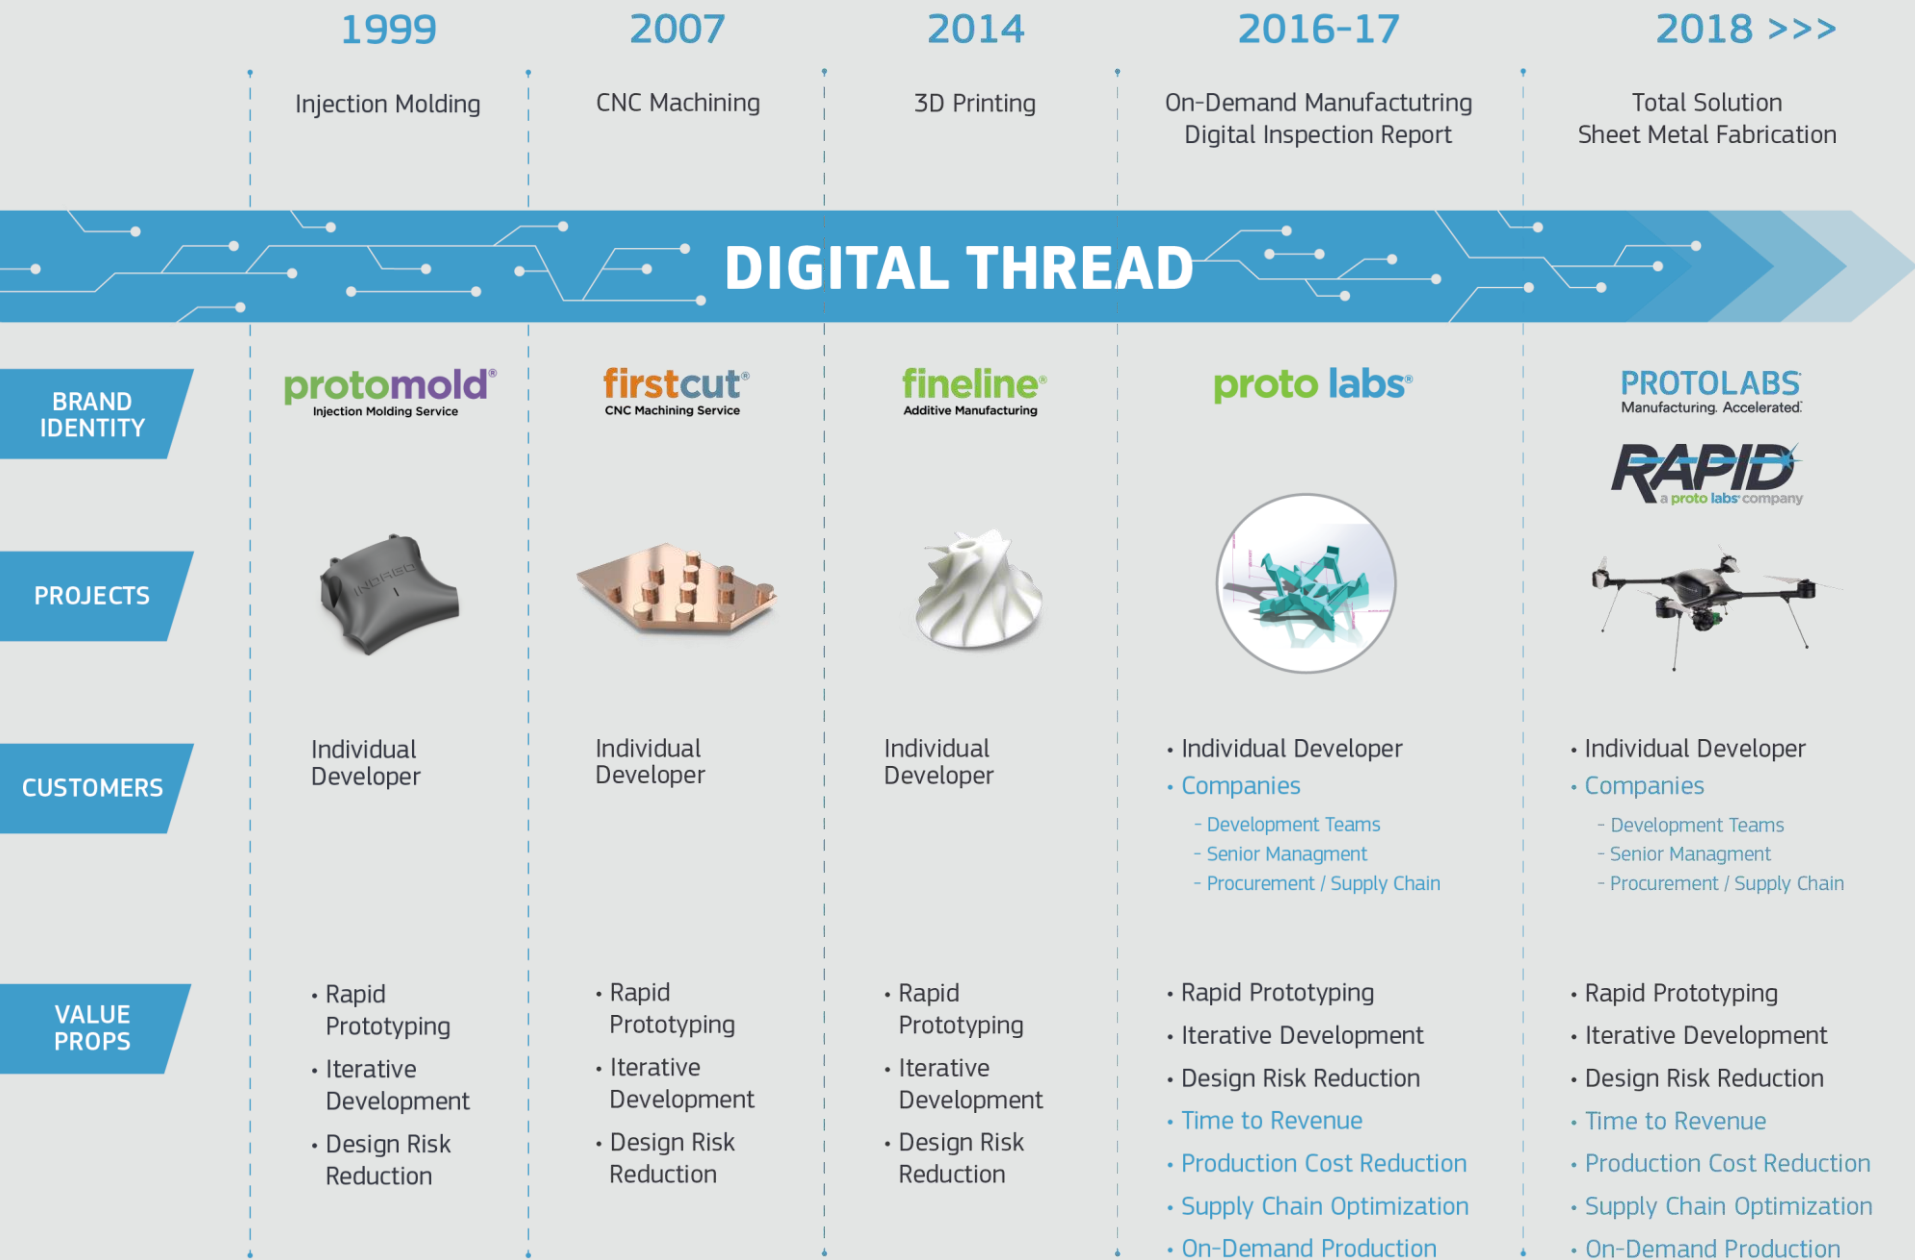 1999
2007
2014
2016-17
2018 >>>
Injection Molding
CNC Machining
3D Printing
On-Demand Manufactutring
Digital Inspection Report
Total Solution
Sheet Metal Fabrication
DIGITAL THREAD
BRAND
IDENTITY
protomold®
Injection Molding Service
firstcut®
CNC Machining Service
fineline®
Additive Manufacturing
proto labs®
PROTOLABS
Manufacturing. Accelerated.
RAPID
a proto labs company
PROJECTS
CUSTOMERS
Individual
Developer
Individual
Developer
Individual
Developer
• Individual Developer
• Companies
- Development Teams
- Senior Managment
- Procurement / Supply Chain
• Individual Developer
• Companies
- Development Teams
- Senior Managment
- Procurement / Supply Chain
VALUE
PROPS
• Rapid
Prototyping
• Iterative
Development
• Design Risk
Reduction
• Rapid
Prototyping
• Iterative
Development
• Design Risk
Reduction
• Rapid
Prototyping
• Iterative
Development
• Design Risk
Reduction
• Rapid Prototyping
• Iterative Development
• Design Risk Reduction
• Time to Revenue
• Production Cost Reduction
• Supply Chain Optimization
• On-Demand Production
• Rapid Prototyping
• Iterative Development
• Design Risk Reduction
• Time to Revenue
• Production Cost Reduction
• Supply Chain Optimization
• On-Demand Production